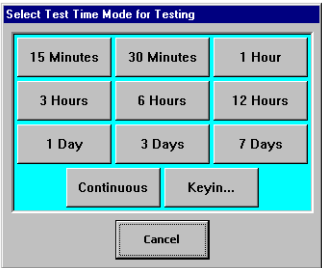 Select Test Time Mode for Testing
15 Minutes 30 Minutes 1 Hour
3 Hours 6 Hours 12 Hours
1 Day 3 Days 7 Days
Continuous Keyin...
Cancel